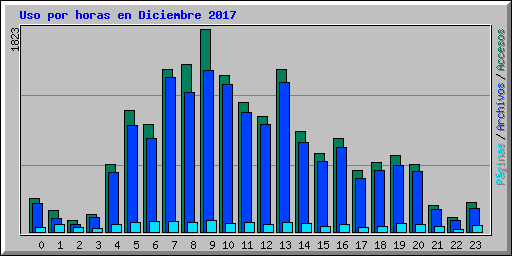 Uso por horas en Diciembre 2017
1823
Páginas / Archivos / Accesos
0 1 2 3 4 5 6 7 8 9 10 11 12 13 14 15 16 17 18 19 20 21 22 23